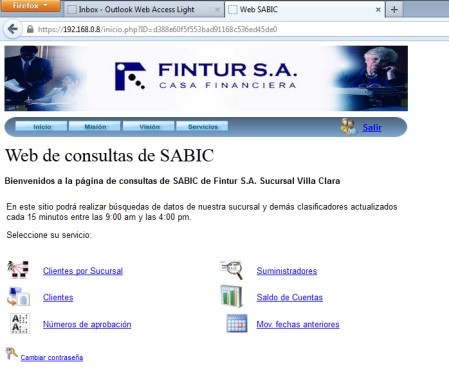 Firefox
Inbox - Outlook Web Access Light
Web SABIC
https://192.168.0.8/inicio.php?ID=d388e60f5f553bad91168c536ed45de0
FINTUR S.A.
CASA FINANCIERA
Inicio Misión Visión Servicios Salir
Web de consultas de SABIC
Bienvenidos a la página de consultas de SABIC de Fintur S.A. Sucursal Villa Clara
En este sitio podrá realizar búsquedas de datos de nuestra sucursal y demás clasificadores actualizados
cada 15 minutos entre las 9:00 am y las 4:00 pm.
Seleccione su servicio:
Clientes por Sucursal Suministradores
Clientes Saldo de Cuentas
Números de aprobación Mov. fechas anteriores
Cambiar contraseña